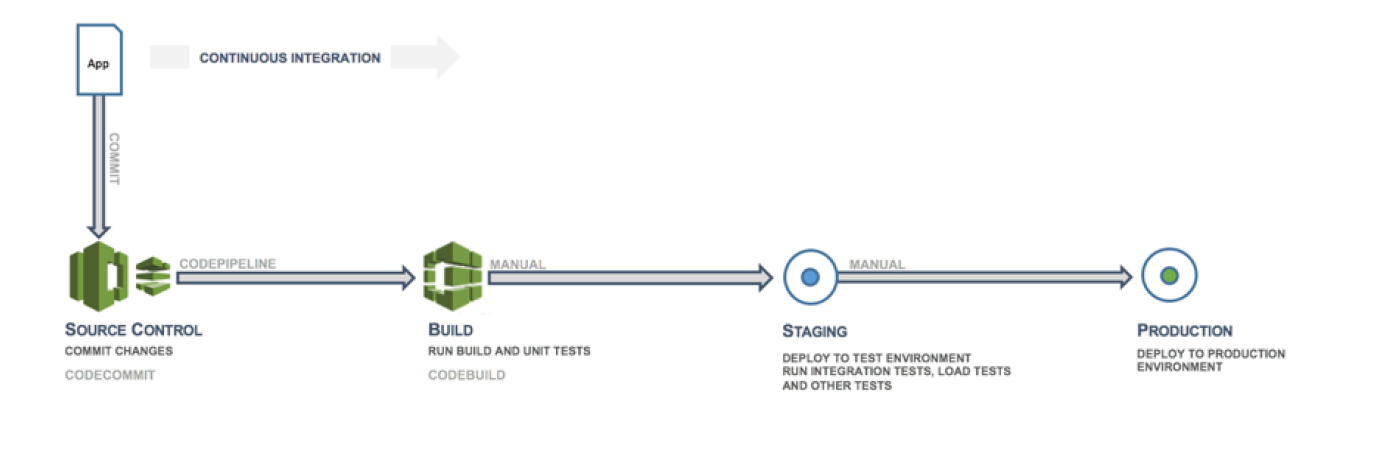 App
CONTINUOUS INTEGRATION
COMMIT
CODEPIPELINE
MANUAL
MANUAL
SOURCE CONTROL
COMMIT CHANGES
CODECOMMIT
BUILD
RUN BUILD AND UNIT TESTS
CODEBUILD
STAGING
DEPLOY TO TEST ENVIRONMENT
RUN INTEGRATION TESTS, LOAD TESTS
AND OTHER TESTS
PRODUCTION
DEPLOY TO PRODUCTION
ENVIRONMENT